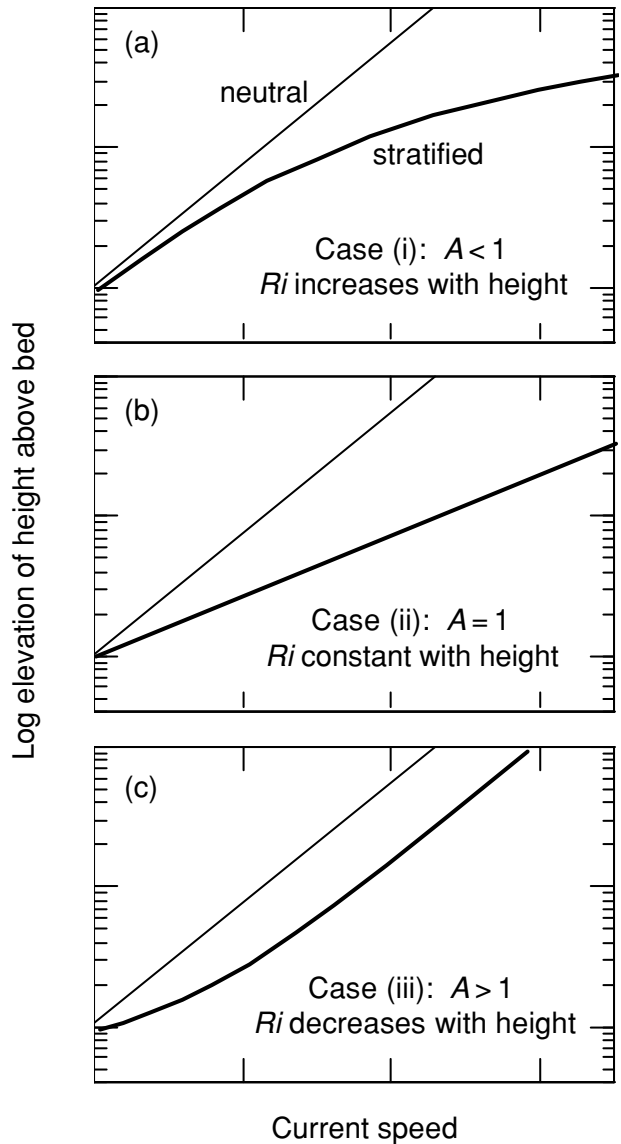 (a)
neutral
stratified
Case (i): A < 1
Ri increases with height
Log elevation of height above bed
(b)
Case (ii): A = 1
Ri constant with height
(c)
Case (iii): A > 1
Ri decreases with height
Current speed